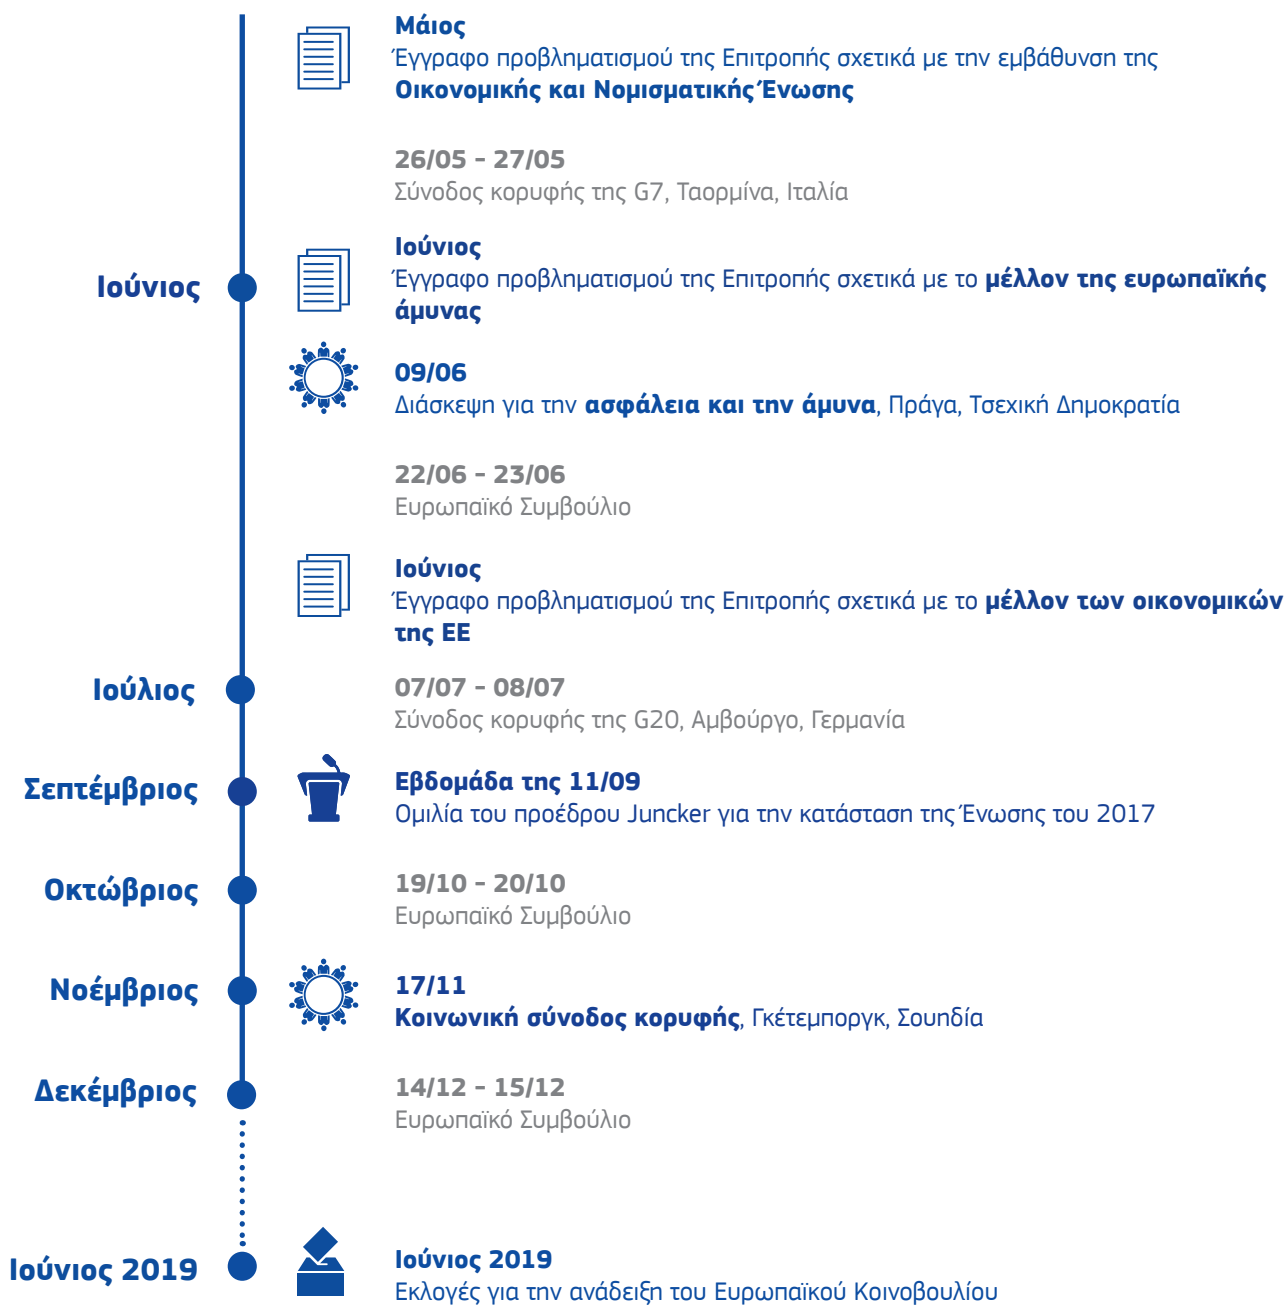 Μάιος
Έγγραφο προβληματισμού της Επιτροπής σχετικά με την εμβάθυνση της
Οικονομικής και Νομισματικής Ένωσης
26/05 - 27/05
Σύνοδος κορυφής της G7, Ταορμίνα, Ιταλία
Ιούνιος
Ιούνιος
Έγγραφο προβληματισμού της Επιτροπής σχετικά με το μέλλον της ευρωπαϊκής
άμυνας
09/06
Διάσκεψη για την ασφάλεια και την άμυνα, Πράγα, Τσεχική Δημοκρατία
22/06 - 23/06
Ευρωπαϊκό Συμβούλιο
Ιούνιος
Έγγραφο προβληματισμού της Επιτροπής σχετικά με το μέλλον των οικονομικών
της ΕΕ
Ιούλιος
07/07 - 08/07
Σύνοδος κορυφής της G20, Αμβούργο, Γερμανία
Σεπτέμβριος
Εβδομάδα της 11/09
Ομιλία του προέδρου Juncker για την κατάσταση της Ένωσης του 2017
Οκτώβριος
19/10 - 20/10
Ευρωπαϊκό Συμβούλιο
Νοέμβριος
17/11
Κοινωνική σύνοδος κορυφής, Γκέτεμποργκ, Σουηδία
Δεκέμβριος
14/12 - 15/12
Ευρωπαϊκό Συμβούλιο
Ιούνιος 2019
Ιούνιος 2019
Εκλογές για την ανάδειξη του Ευρωπαϊκού Κοινοβουλίου